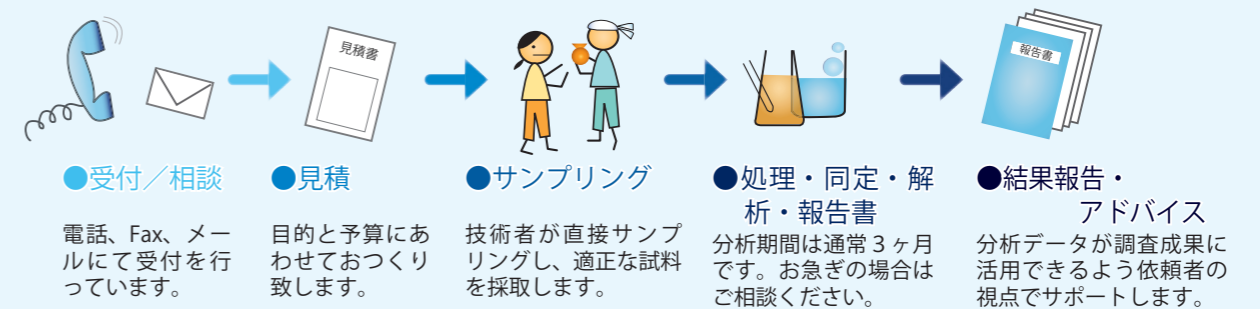 見積書
報告書
●受付／相談
電話、Fax、メー
ルにて受付を行
っています。
●見積
目的と予算にあ
わせておつくり
致します。
●サンプリング
技術者が直接サンプ
リングし、適正な試料
を採取します。
●処理・同定・解
析・報告書
分析期間は通常３ヶ月
です。お急ぎの場合は
ご相談ください。
●結果報告・
アドバイス
分析データが調査成果に
活用できるよう依頼者の
視点でサポートします。